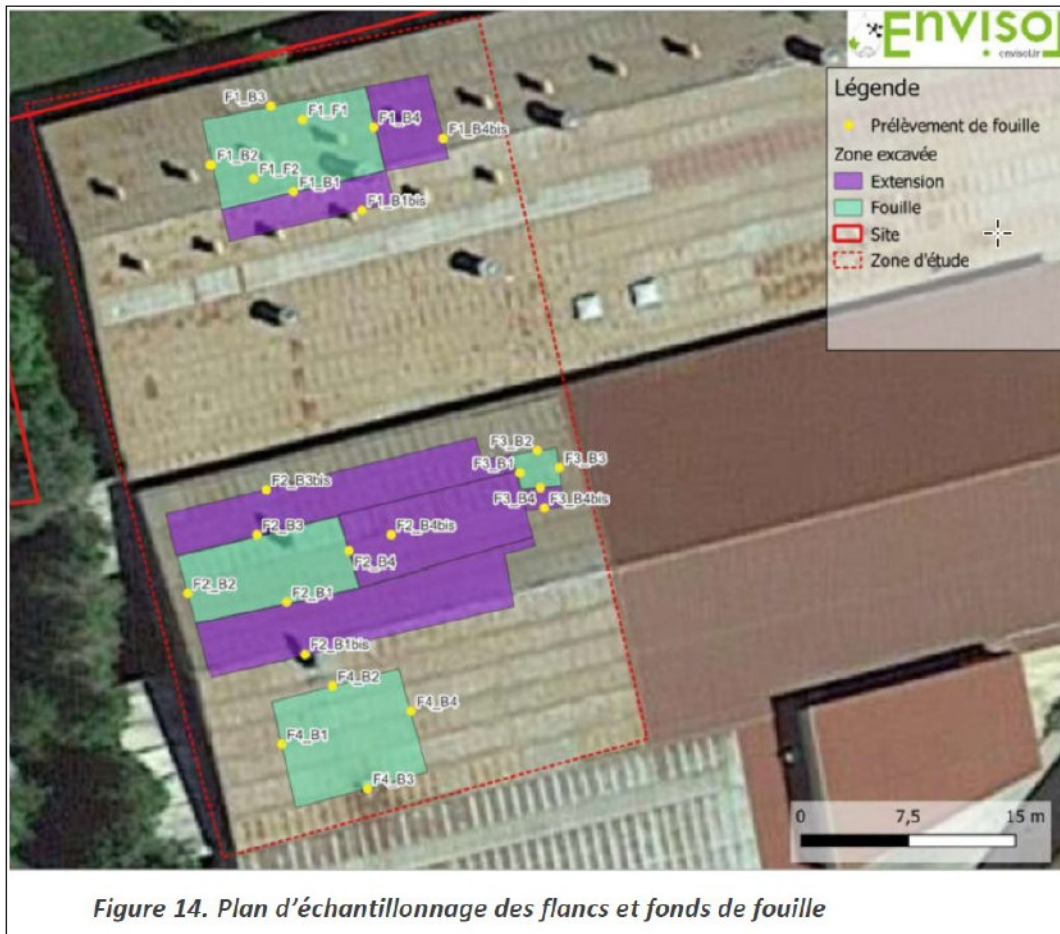 ENVISOL
envisol.fr
Légende
Prélèvement de fouille
Zone excavée
Extension
Fouille
Site
Zone d'étude
F1_B3
F1_F1
F1_B4
F1_B4bis
F1_B2
F1_F2
F1_B1
F1_B1bis
F3_B2
F3_B1
F3_B3
F2_B3bis
F3_B4
F3_B4bis
F2_B3
F2_B4bis
F2_B4
F2_B2
F2_B1
F2_B1bis
F4_B2
F4_B4
F4_B1
F4_B3
0 7,5 15 m
Figure 14. Plan d'échantillonnage des flancs et fonds de fouille